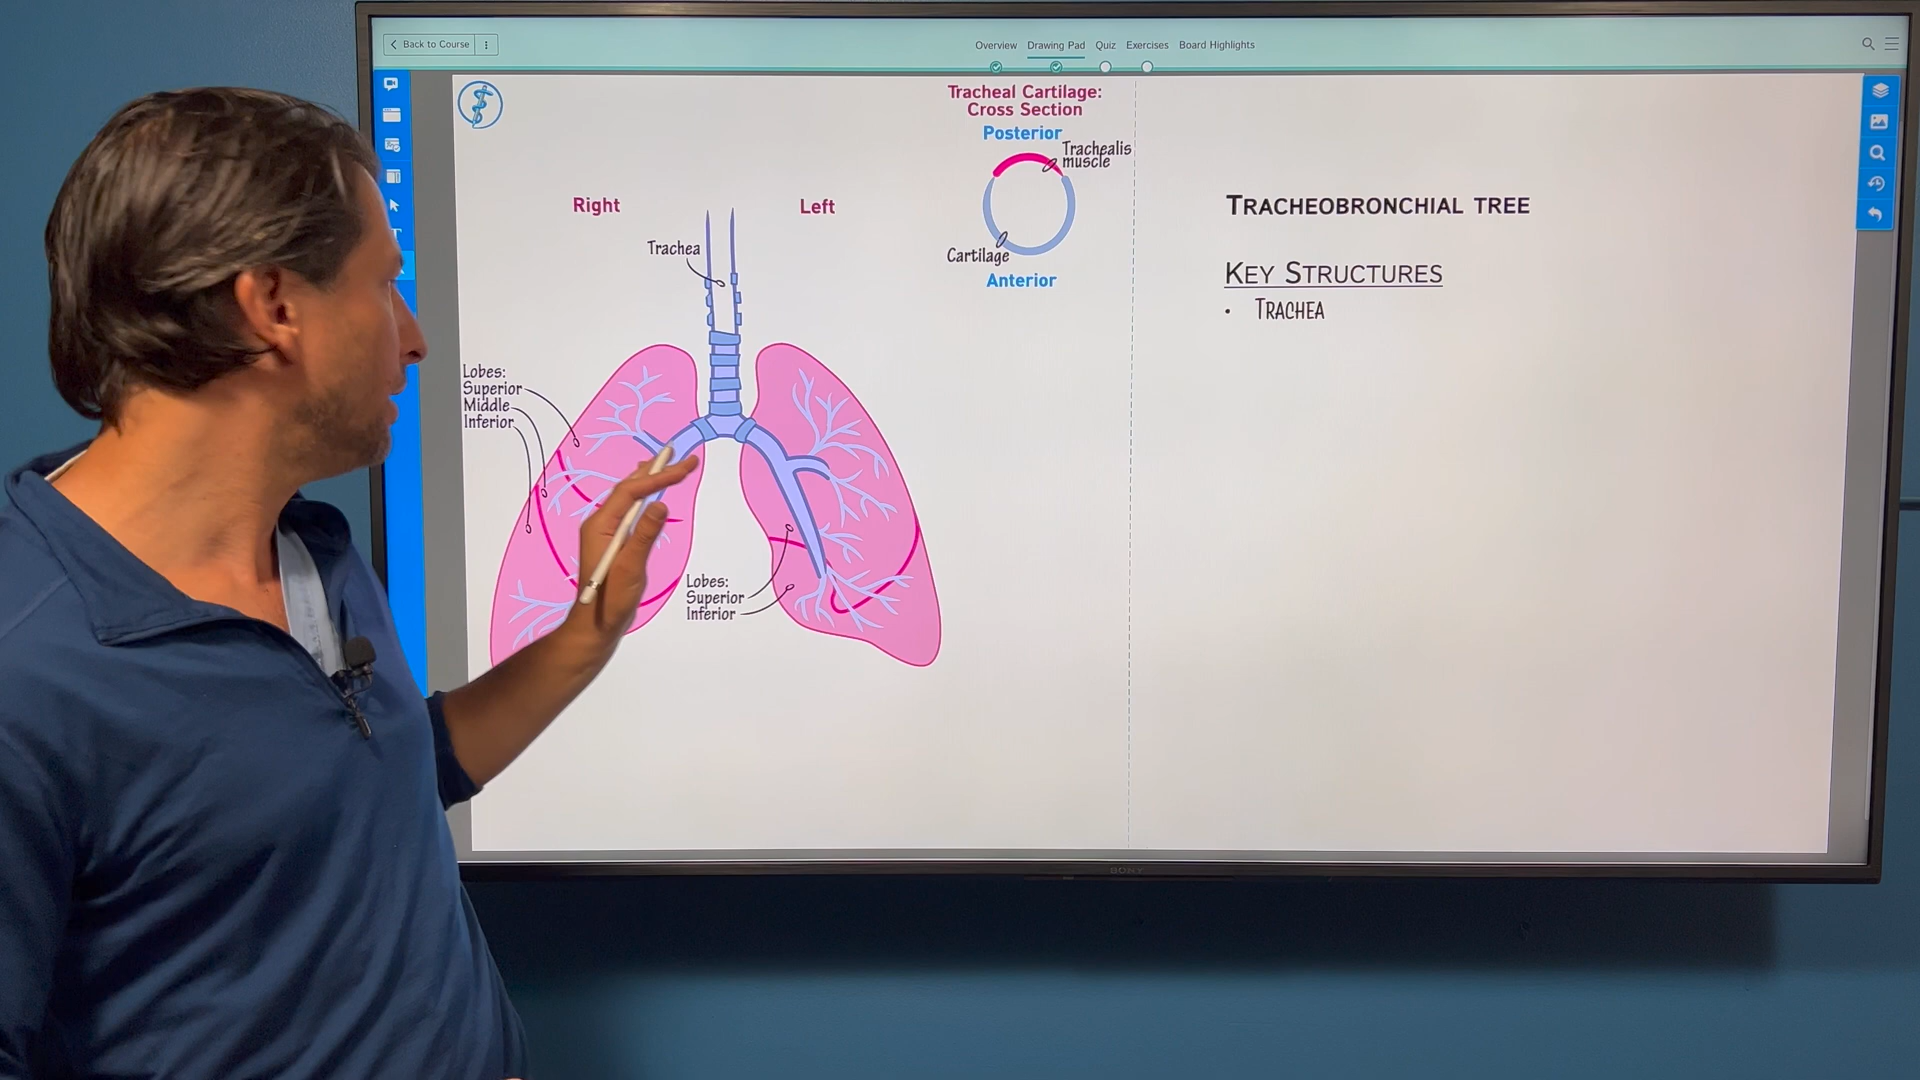 Back to Course
Overview
Drawing Pad
Quiz
Exercises
Board Highlights
Tracheal Cartilage:
Cross Section
Posterior
Trachealis
muscle
Cartilage
Anterior
Right
Left
Trachea
Lobes:
Superior
Middle
Inferior
Lobes:
Superior
Inferior
TRACHEOBRONCHIAL TREE
KEY STRUCTURES
• TRACHEA
SONY